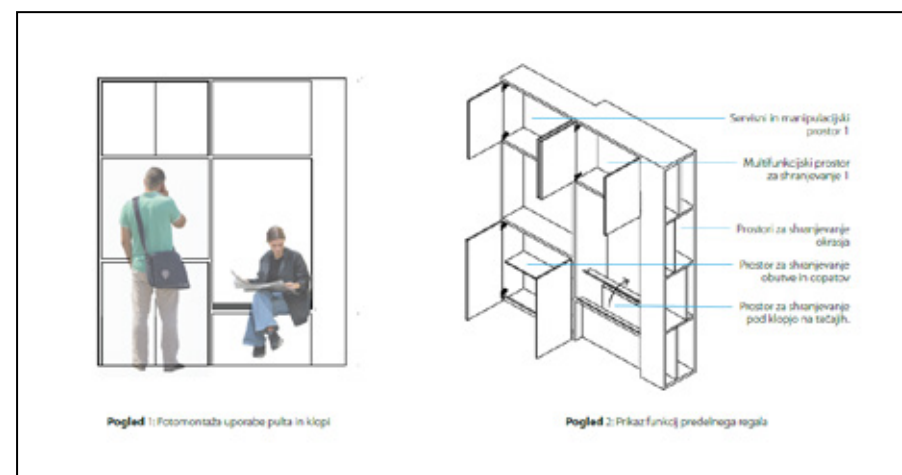 Servisni in manipulacijski
prostor 1
Multifunkcijski prostor
za shranjevanje 1
Prostori za shranjevanje
okrasja
Prostor za shranjevanje
obutve in copatov
Prostor za shranjevanje
pod klopjo na tečajih.
Pogled 1: Fotomontaža uporabe pulta in klopi
Pogled 2: Prikaz funkcij predelnega regala